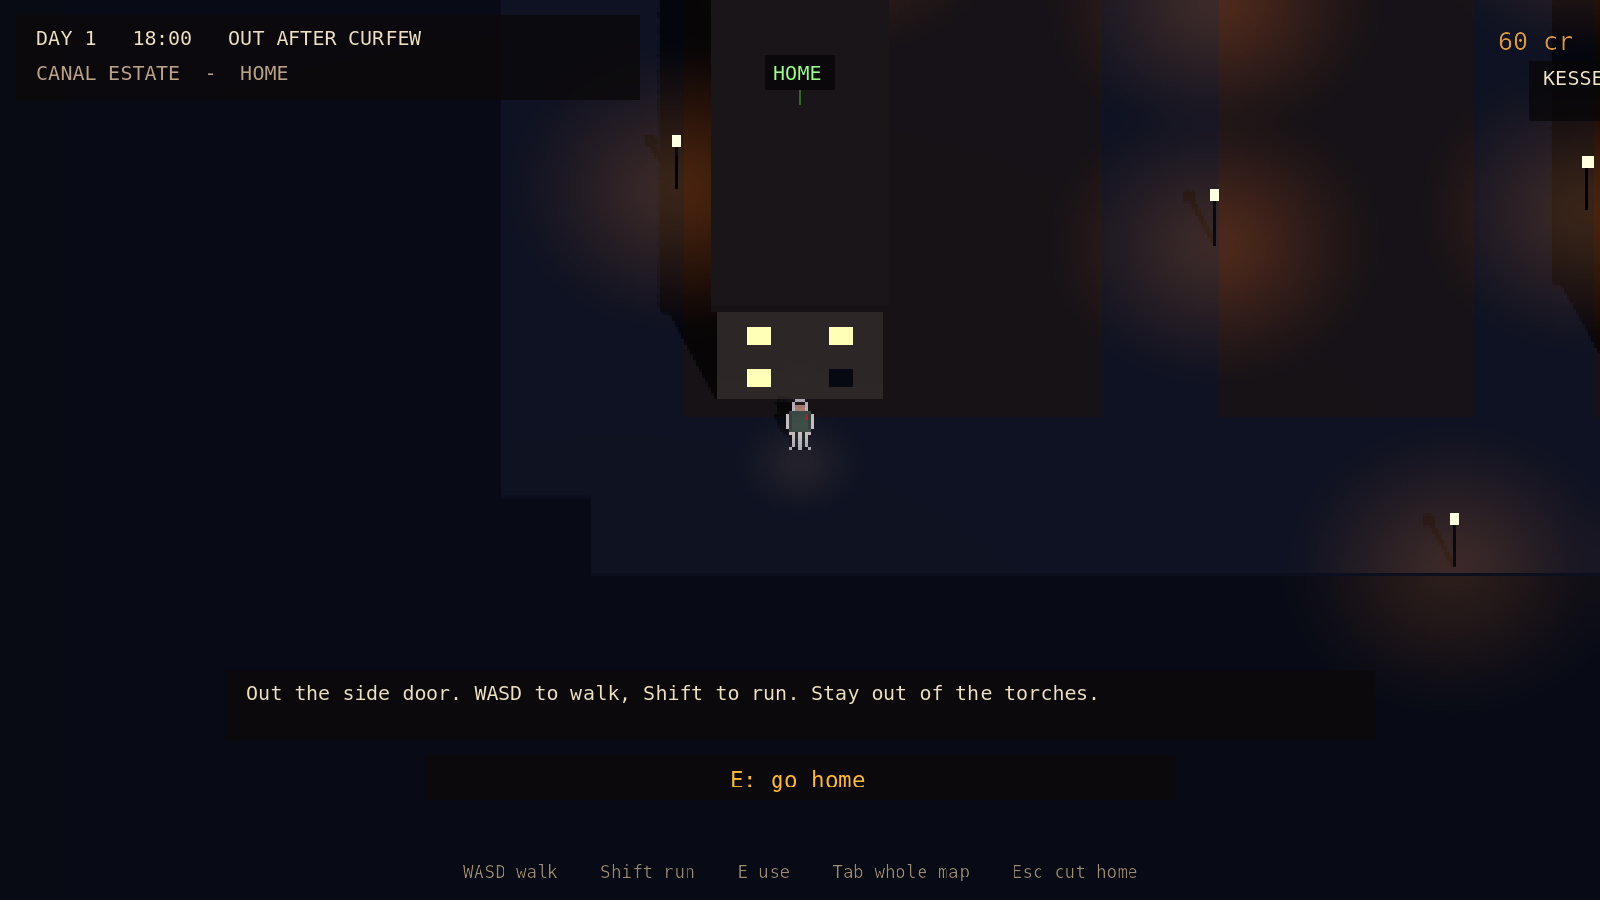 DAY 1   18:00   OUT AFTER CURFEW
CANAL ESTATE  -  HOME
60 cr
HOME
KESSE
Out the side door. WASD to walk, Shift to run. Stay out of the torches.
E: go home
WASD walk    Shift run    E use    Tab whole map    Esc cut home